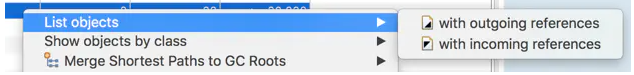 List objects
Show objects by class
Merge Shortest Paths to GC Roots
with outgoing references
with incoming references